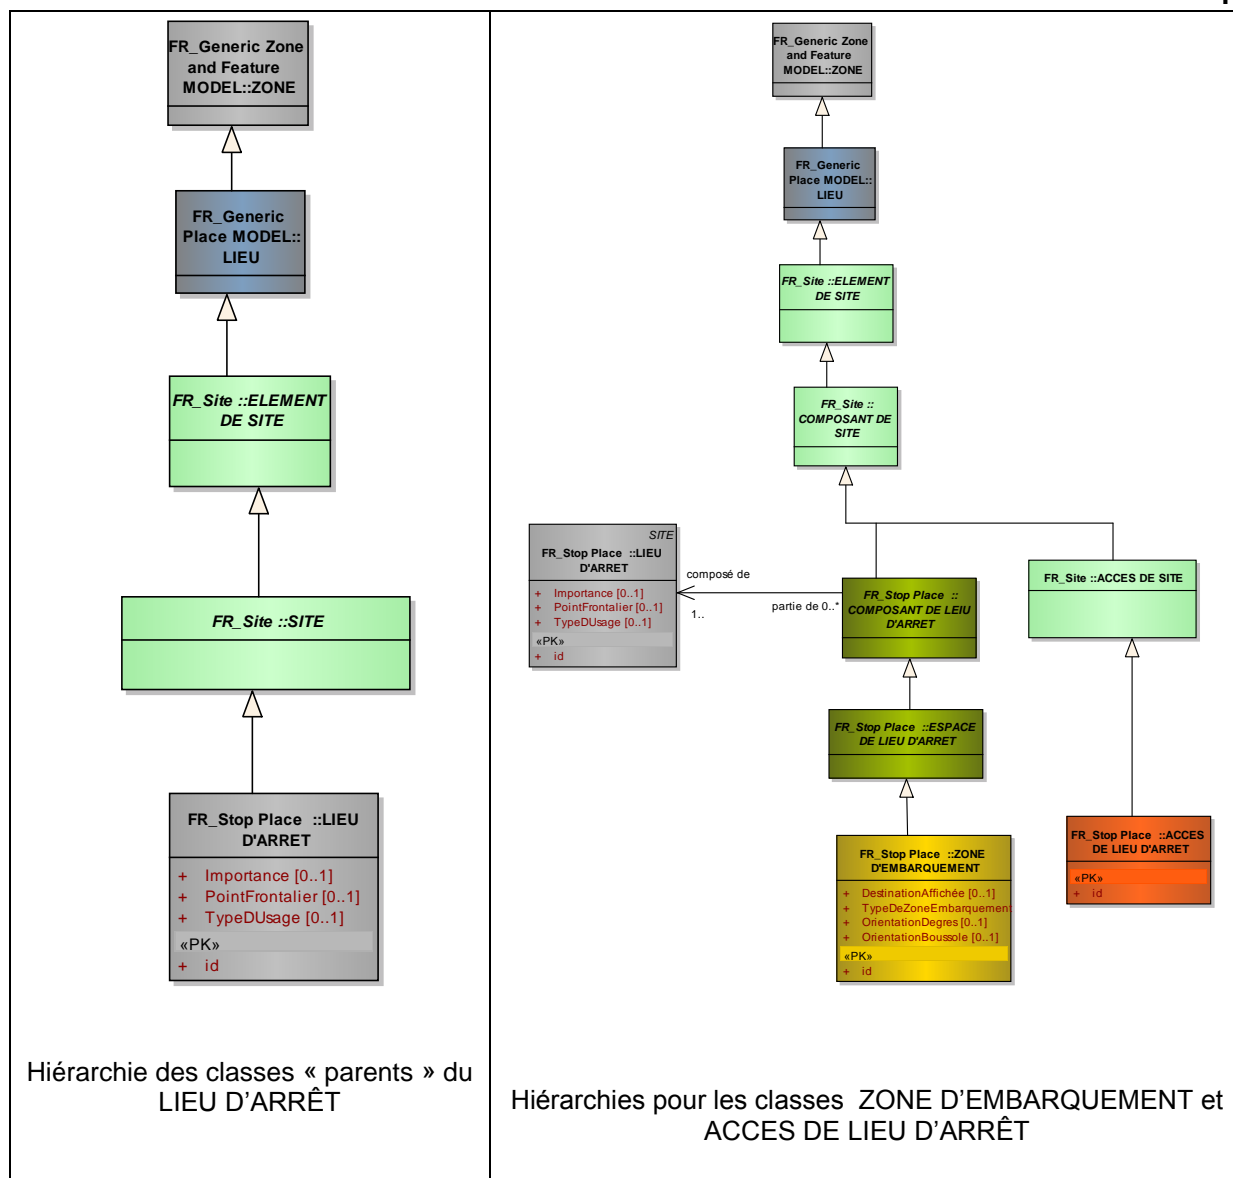 FR_Generic Zone
and Feature
MODEL::ZONE
FR_Generic
Place MODEL::
LIEU
FR_Site ::ELEMENT
DE SITE
FR_Site ::SITE
FR_Stop Place ::LIEU
D'ARRET
+ Importance [0..1]
+ PointFrontalier [0..1]
+ TypeDUsage [0..1]
«PK»
+ id
Hiérarchie des classes « parents » du
LIEU D'ARRÊT
FR_Generic Zone
and Feature
MODEL::ZONE
FR_Generic
Place MODEL::
LIEU
FR_Site ::ELEMENT
DE SITE
FR_Site ::
COMPOSANT DE
SITE
SITE
FR_Stop Place ::LIEU
D'ARRET
+ Importance [0..1]
+ PointFrontalier [0..1]
+ TypeDUsage [0..1]
«PK»
+ id
composé de
1..
partie de 0..*
FR_Stop Place ::
COMPOSANT DE LEIU
D'ARRET
FR_Site ::ACCES DE SITE
FR_Stop Place ::ESPACE
DE LIEU D'ARRET
FR_Stop Place ::ZONE
D'EMBARQUEMENT
+ DestinationAffichée [0..1]
+ TypeDeZoneEmbarquement
+ OrientationDegres [0..1]
+ OrientationBoussole [0..1]
«PK»
+ id
FR_Stop Place ::ACCES
DE LIEU D'ARRET
«PK»
+ id
Hiérarchies pour les classes ZONE D'EMBARQUEMENT et
ACCES DE LIEU D'ARRÊT